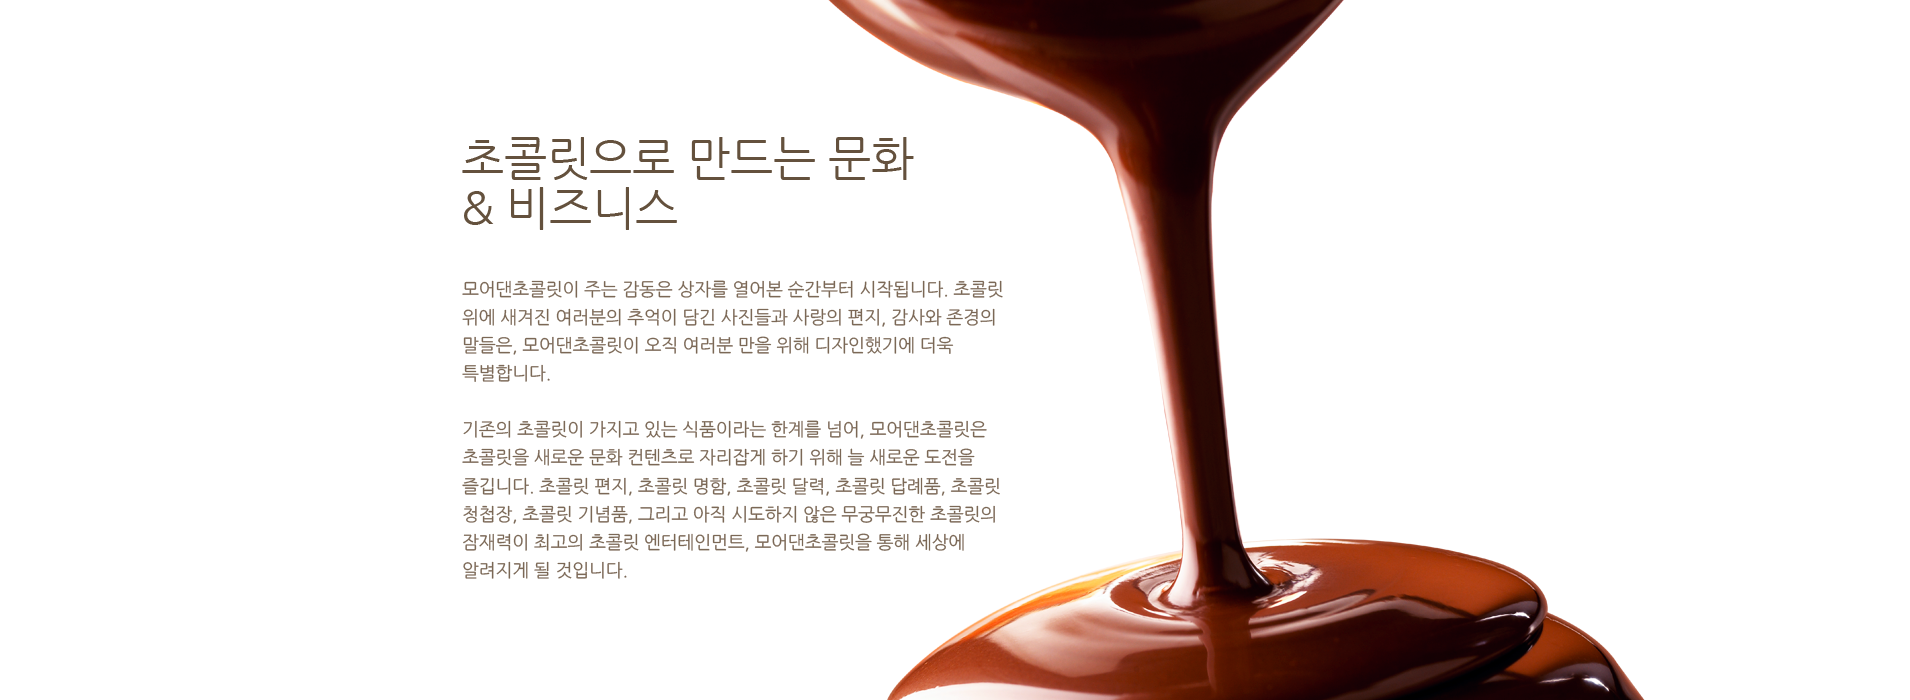 초콜릿으로 만드는 문화
& 비즈니스
모어댄초콜릿이 주는 감동은 상자를 열어본 순간부터 시작됩니다. 초콜릿
위에 새겨진 여러분의 추억이 담긴 사진들과 사랑의 편지, 감사와 존경의
말들은, 모어댄초콜릿이 오직 여러분 만을 위해 디자인했기에 더욱
특별합니다.
기존의 초콜릿이 가지고 있는 식품이라는 한계를 넘어, 모어댄초콜릿은
초콜릿을 새로운 문화 컨텐츠로 자리잡게 하기 위해 늘 새로운 도전을
즐깁니다. 초콜릿 편지, 초콜릿 명함, 초콜릿 달력, 초콜릿 답례품, 초콜릿
청첩장, 초콜릿 기념품, 그리고 아직 시도하지 않은 무궁무진한 초콜릿의
잠재력이 최고의 초콜릿 엔터테인먼트, 모어댄초콜릿을 통해 세상에
알려지게 될 것입니다.